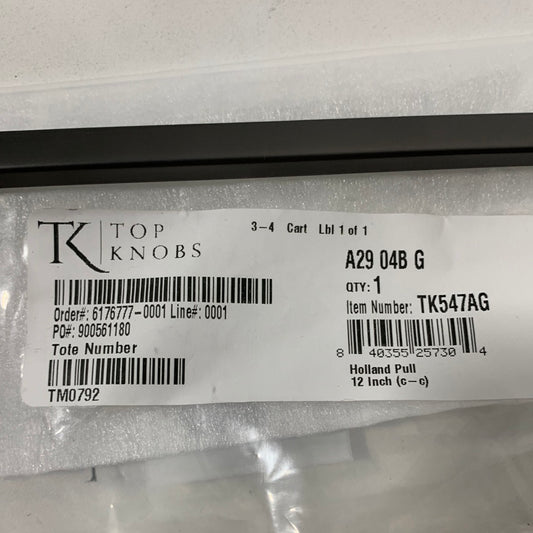 TK TOP KNOBS
3-4 Cart Lbl 1 of 1
Order#: 6176777-0001 Line#: 0001
PO#: 900561180
Tote Number
TM0792
A29 04B G
QTY: 1
Item Number: TK547AG
8 40355 25730 4
Holland Pull
12 Inch (c-c)